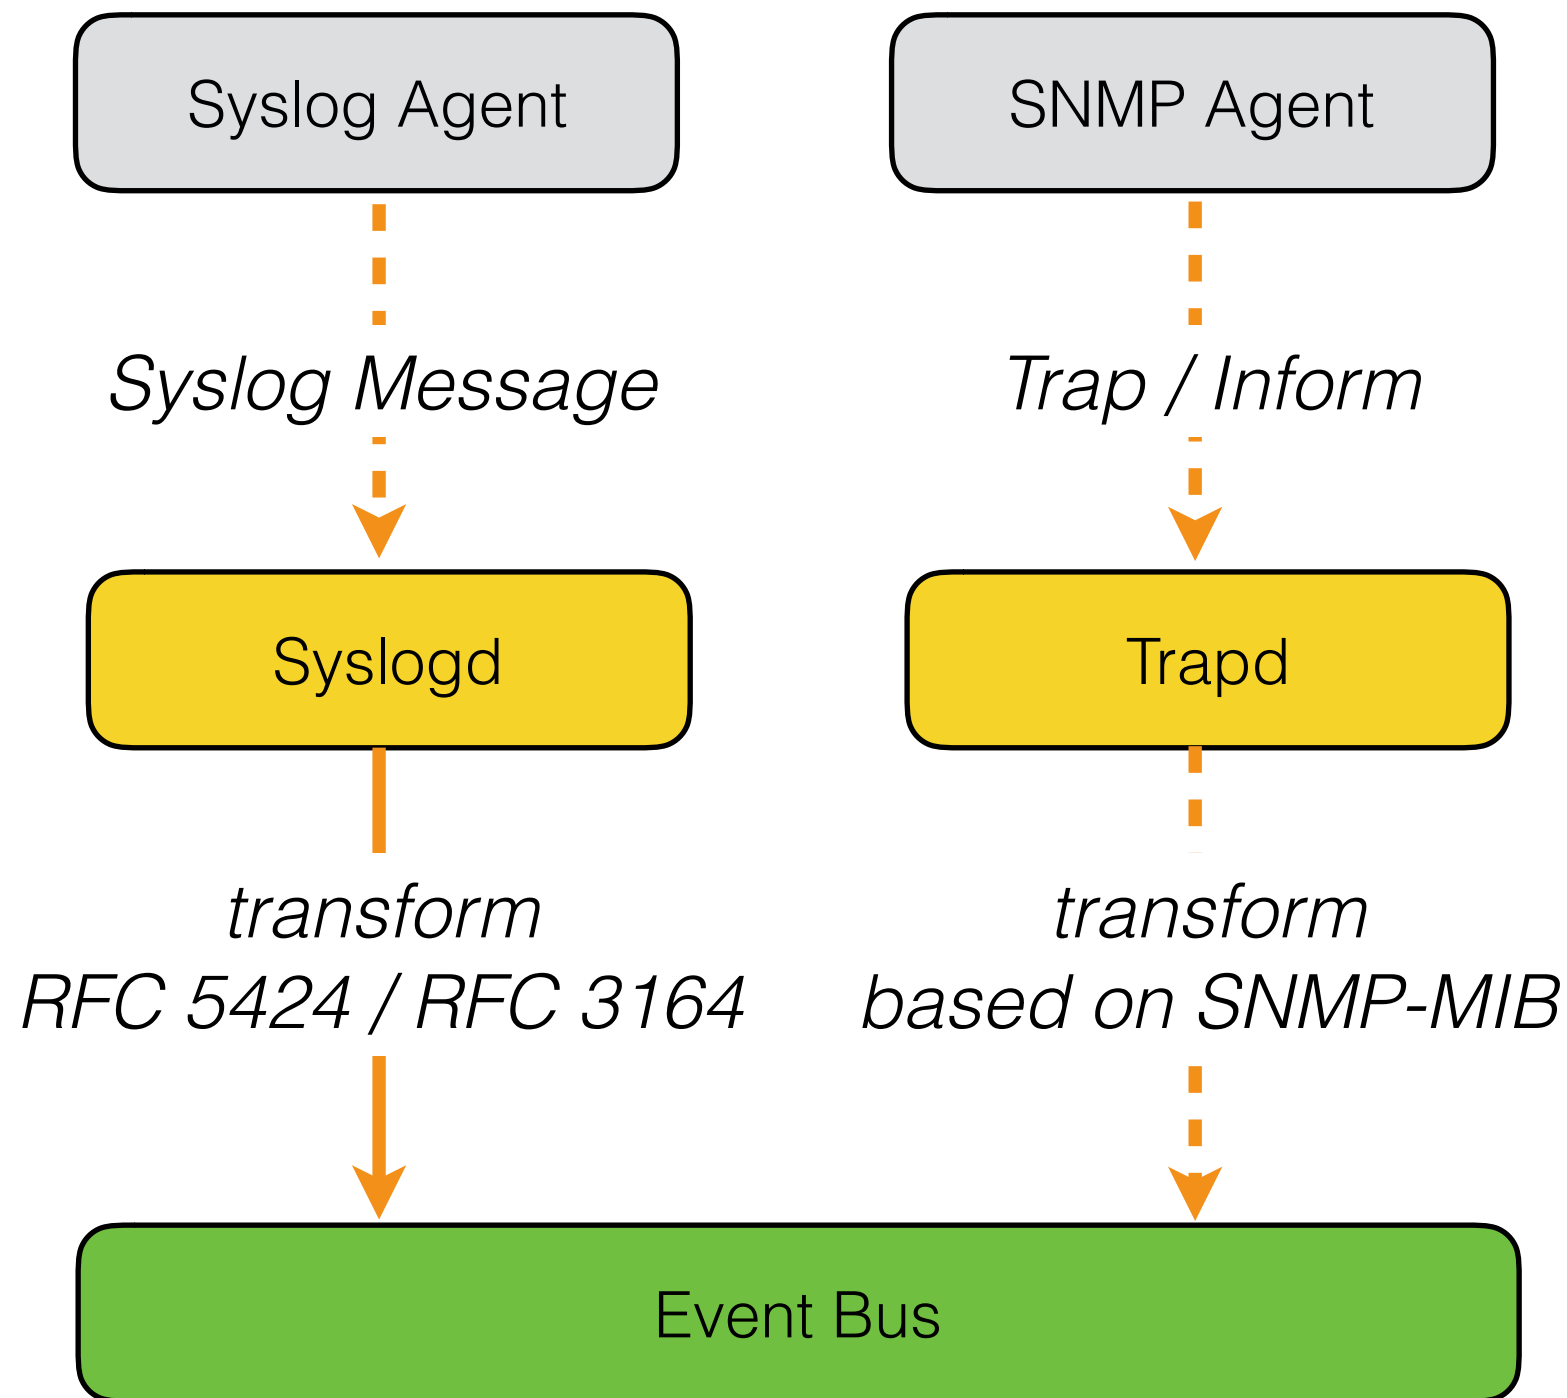 Syslog Agent
SNMP Agent
Syslog Message
Trap / Inform
Syslogd
Trapd
transform
RFC 5424 / RFC 3164
transform
based on SNMP-MIB
Event Bus